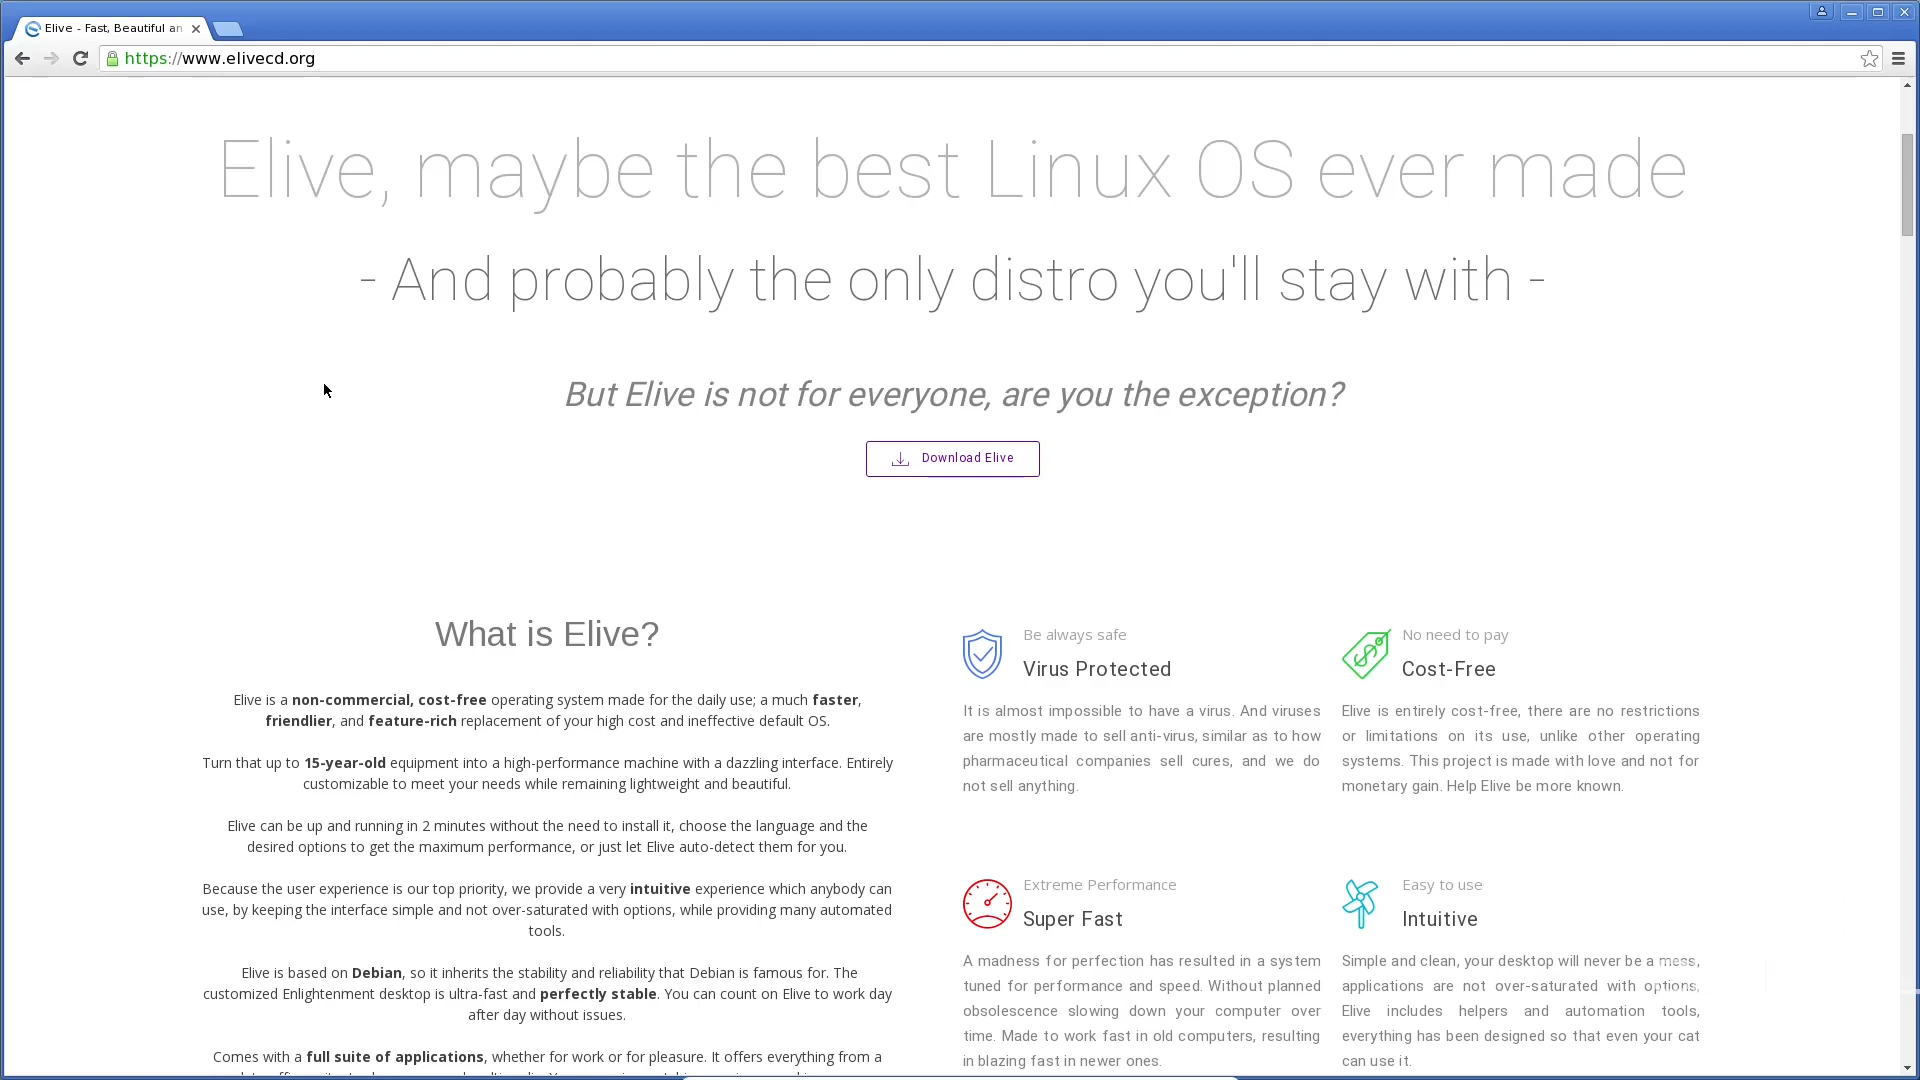 Elive - Fast, Beautiful an
https://www.elivecd.org
Elive, maybe the best Linux OS ever made
- And probably the only distro you'll stay with -
But Elive is not for everyone, are you the exception?
Download Elive
What is Elive?
Elive is a non-commercial, cost-free operating system made for the daily use; a much faster,
friendlier, and feature-rich replacement of your high cost and ineffective default OS.
Turn that up to 15-year-old equipment into a high-performance machine with a dazzling interface. Entirely
customizable to meet your needs while remaining lightweight and beautiful.
Elive can be up and running in 2 minutes without the need to install it, choose the language and the
desired options to get the maximum performance, or just let Elive auto-detect them for you.
Because the user experience is our top priority, we provide a very intuitive experience which anybody can
use, by keeping the interface simple and not over-saturated with options, while providing many automated
tools.
Elive is based on Debian, so it inherits the stability and reliability that Debian is famous for. The
customized Enlightenment desktop is ultra-fast and perfectly stable. You can count on Elive to work day
after day without issues.
Comes with a full suite of applications, whether for work or for pleasure. It offers everything from a
Be always safe
Virus Protected
It is almost impossible to have a virus. And viruses
are mostly made to sell anti-virus, similar as to how
pharmaceutical companies sell cures, and we do
not sell anything.
No need to pay
Cost-Free
Elive is entirely cost-free, there are no restrictions
or limitations on its use, unlike other operating
systems. This project is made with love and not for
monetary gain. Help Elive be more known.
Extreme Performance
Super Fast
A madness for perfection has resulted in a system
tuned for performance and speed. Without planned
obsolescence slowing down your computer over
time. Made to work fast in old computers, resulting
in blazing fast in newer ones.
Easy to use
Intuitive
Simple and clean, your desktop will never be a mess,
applications are not over-saturated with options,
Elive includes helpers and automation tools,
everything has been designed so that even your cat
can use it.